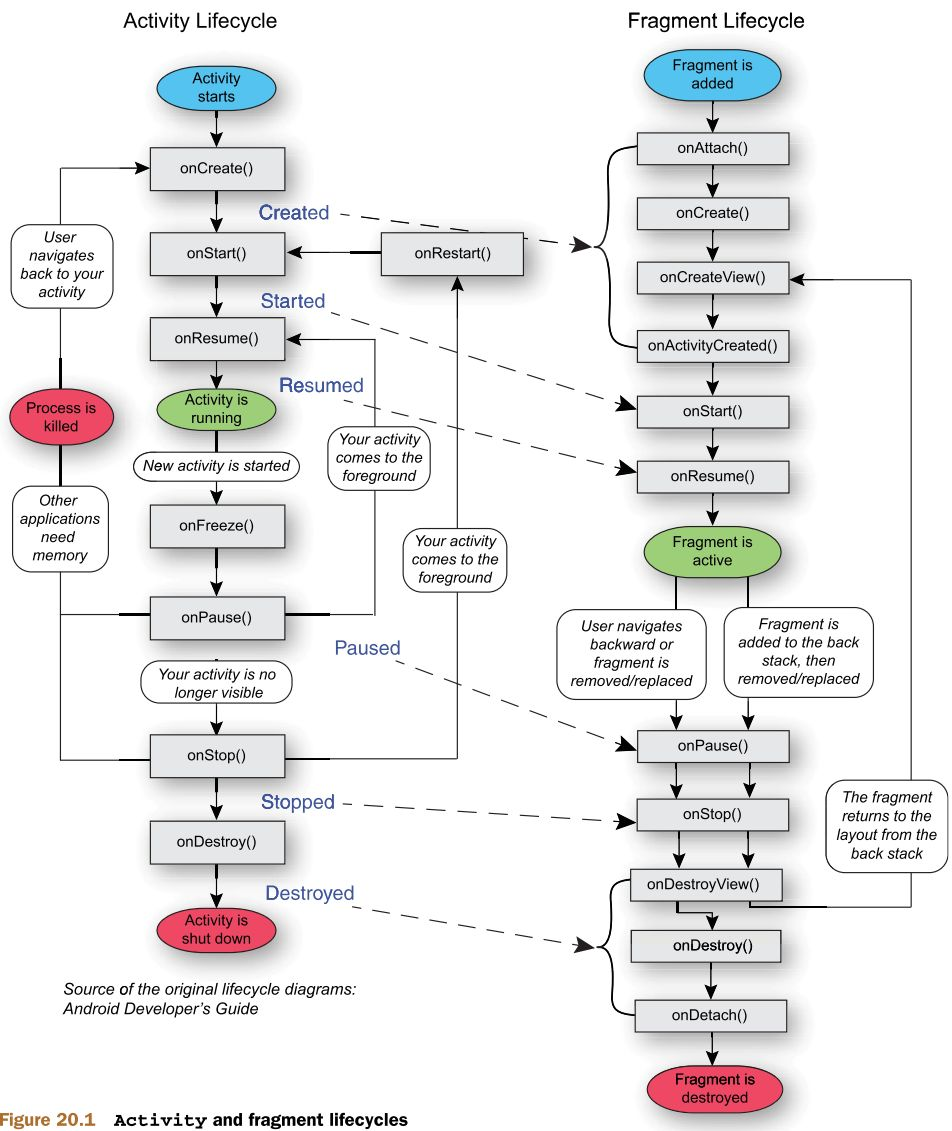 Activity Lifecycle
Activity
starts
onCreate()
onStart()
onRestart()
onResume()
Activity is
running
New activity is started
onFreeze()
onPause()
Your activity is no
longer visible
onStop()
onDestroy()
Activity is
shut down
User
navigates
back to your
activity
Process is
killed
Other
applications
need
memory
Your activity
comes to the
foreground
Your activity
comes to the
foreground
Created
Started
Resumed
Paused
Stopped
Destroyed
Fragment Lifecycle
Fragment is
added
onAttach()
onCreate()
onCreateView()
onActivityCreated()
onStart()
onResume()
Fragment is
active
User navigates
backward or
fragment is
removed/replaced
Fragment is
added to the back
stack, then
removed/replaced
onPause()
onStop()
onDestroyView()
onDestroy()
onDetach()
Fragment is
destroyed
The fragment
returns to the
layout from the
back stack
Source of the original lifecycle diagrams:
Android Developer's Guide
Figure 20.1 Activity and fragment lifecycles